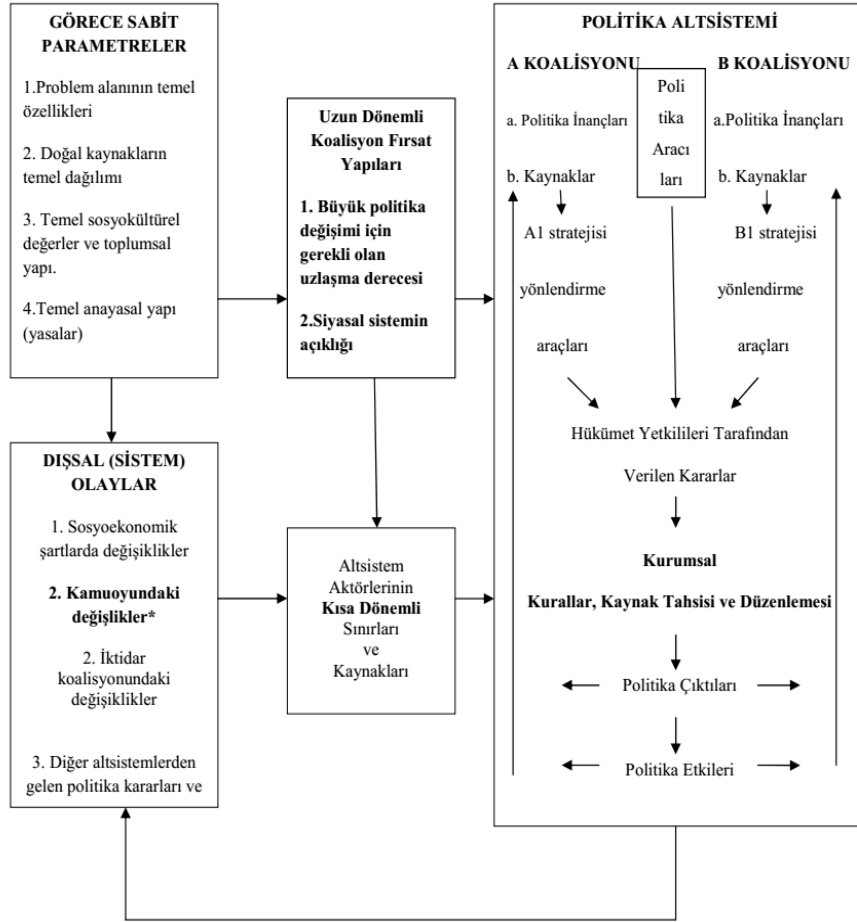 GÖRECE SABİT
PARAMETRELER
1.Problem alanının temel
özellikleri
2. Doğal kaynakların
temel dağılımı
3. Temel sosyokültürel
değerler ve toplumsal
yapı.
4.Temel anayasal yapı
(yasalar)
DIŞSAL (SİSTEM)
OLAYLAR
1. Sosyoekonomik
şartlarda değişiklikler
2. Kamuoyundaki
değişlikler*
2. İktidar
koalisyonundaki
değişiklikler
3. Diğer altsistemlerden
gelen politika kararları ve
Uzun Dönemli
Koalisyon Fırsat
Yapıları
1. Büyük politika
değişimi için
gerekli olan
uzlaşma derecesi
2.Siyasal sistemin
açıklığı
Altsistem
Aktörlerinin
Kısa Dönemli
Sınırları
ve
Kaynakları
POLİTİKA ALTSİSTEMİ
A KOALİSYONU
a. Politika İnançları
b. Kaynaklar
A1 stratejisi
yönlendirme
araçları
Poli
tika
Aracı
ları
B KOALİSYONU
a.Politika İnançları
b. Kaynaklar
B1 stratejisi
yönlendirme
araçları
Hükümet Yetkilileri Tarafından
Verilen Kararlar
Kurumsal
Kurallar, Kaynak Tahsisi ve Düzenlemesi
Politika Çıktıları
Politika Etkileri